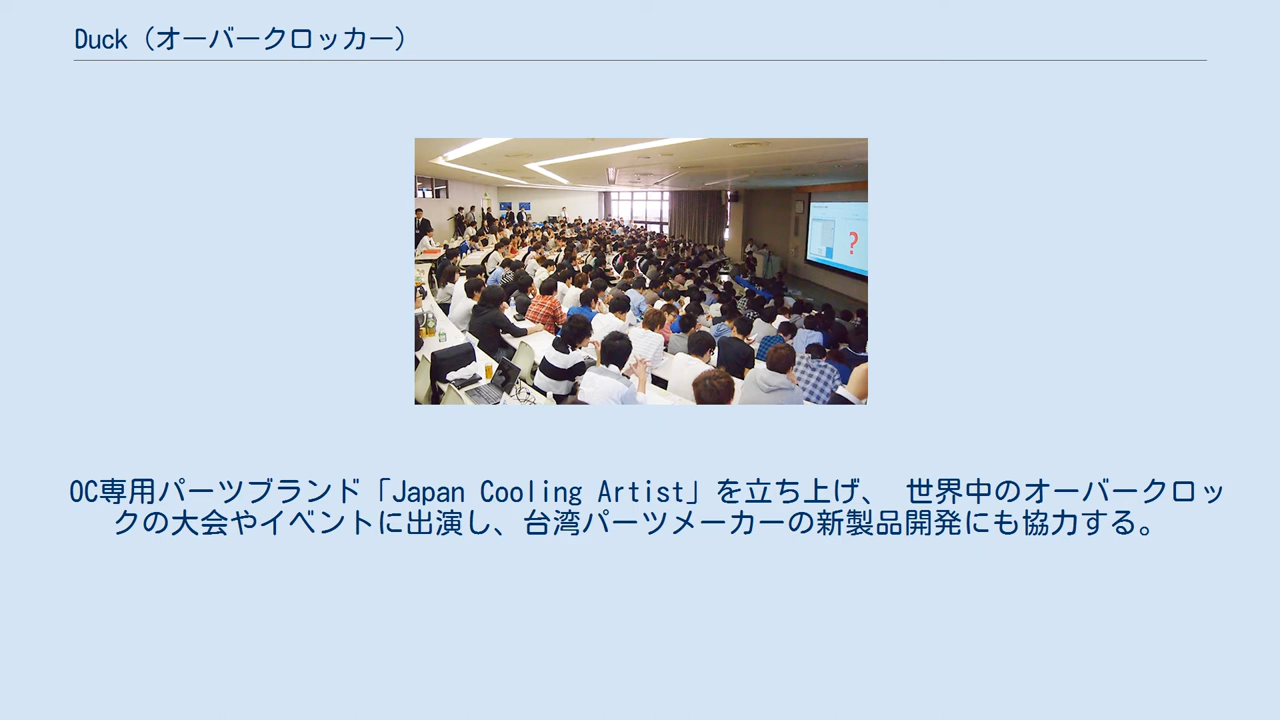 Duck（オーバークロッカー）
?
OC専用パーツブランド「Japan Cooling Artist」を立ち上げ、 世界中のオーバークロッ
クの大会やイベントに出演し、台湾パーツメーカーの新製品開発にも協力する。